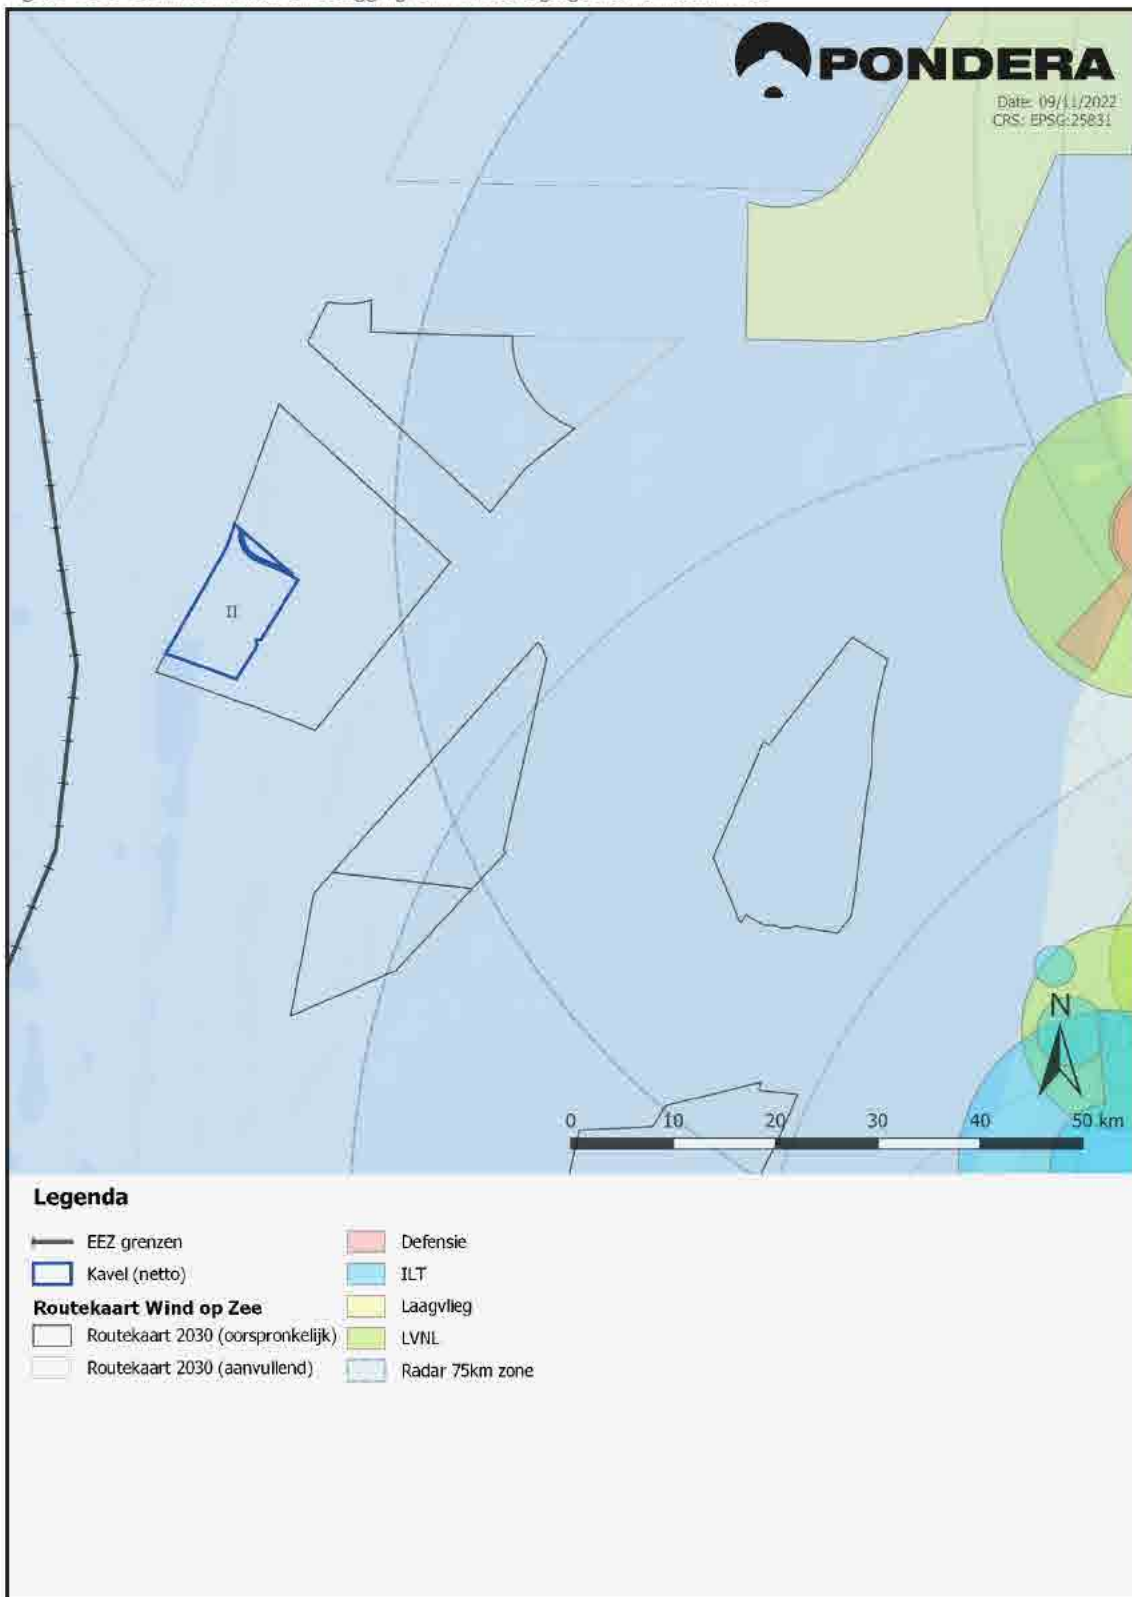 PONDERA
Date: 09/11/2022
CRS: EPSG:25831
II
N
0 10 20 30 40 50 km
Legenda
EEZ grenzen
Kavel (netto)
Routekaart Wind op Zee
Routekaart 2030 (oorspronkelijk)
Routekaart 2030 (aanvullend)
Defensie
ILT
Laagvlieg
LVNL
Radar 75km zone